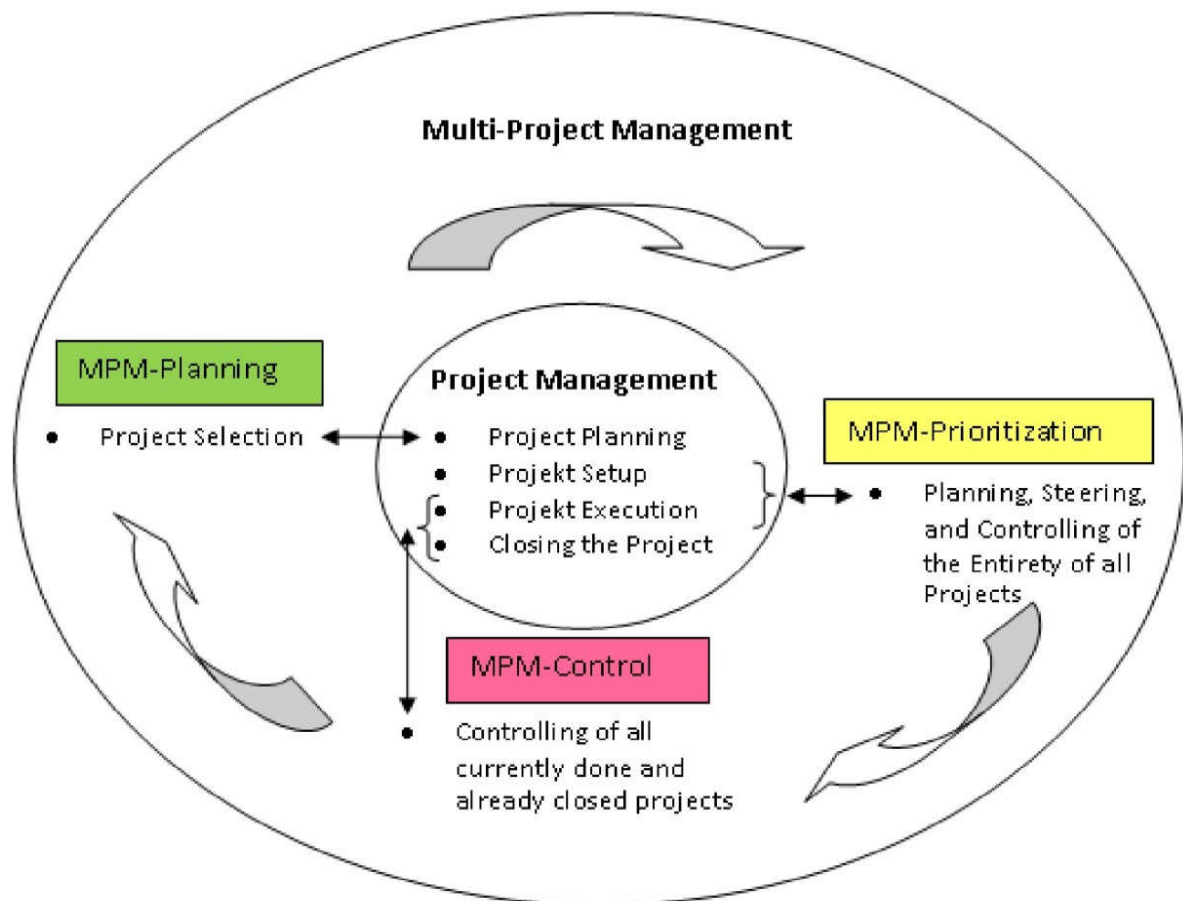 Multi-Project Management
MPM-Planning
• Project Selection
Project Management
• Project Planning
• Projekt Setup
• Projekt Execution
• Closing the Project
MPM-Prioritization
• Planning, Steering,
and Controlling of
the Entirety of all
Projects
MPM-Control
• Controlling of all
currently done and
already closed projects